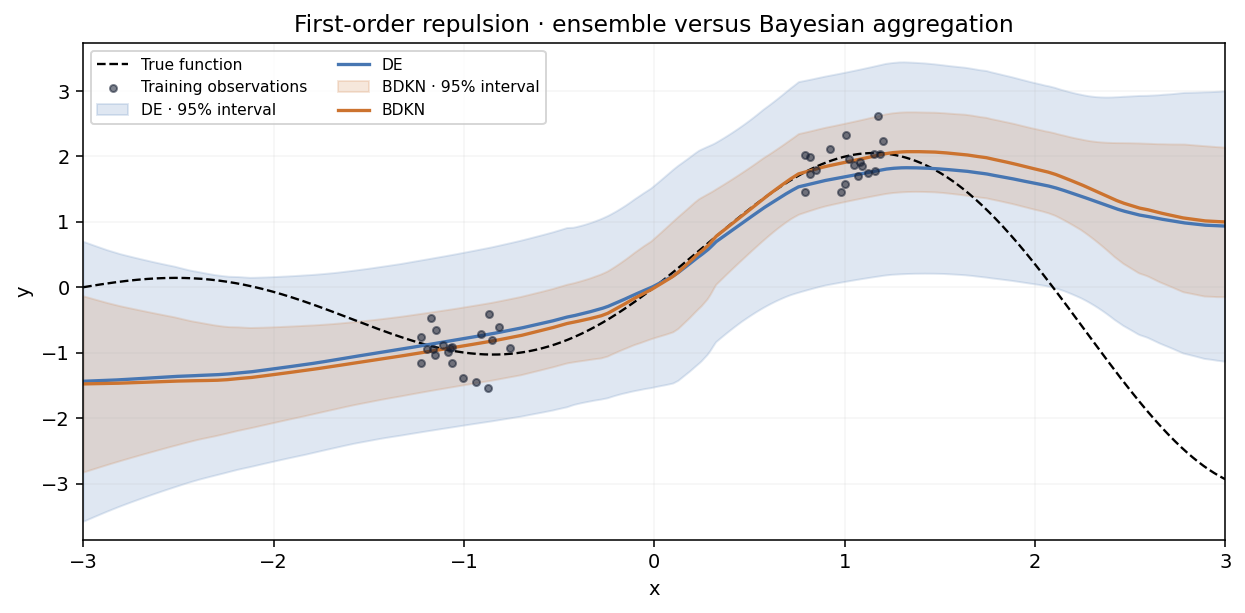 First-order repulsion · ensemble versus Bayesian aggregation
True function
Training observations
DE · 95% interval
DE
BDKN · 95% interval
BDKN
y
3
2
1
0
−1
−2
−3
−3 −2 −1 0 1 2 3
x